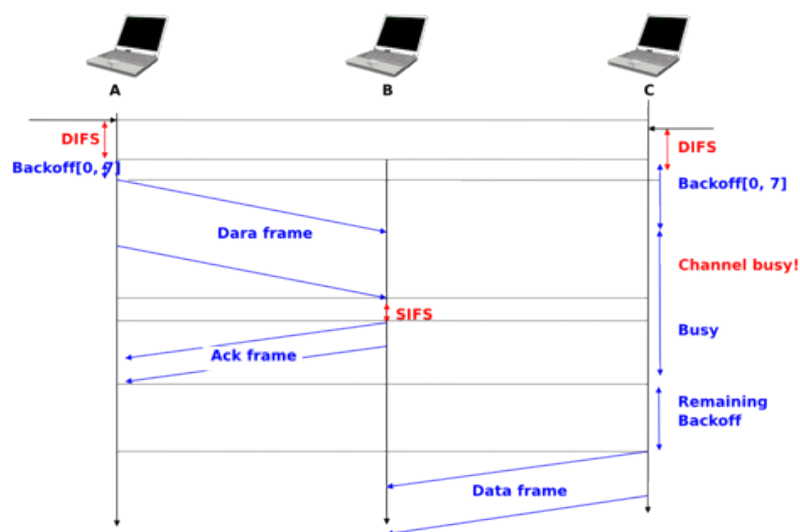 A
B
C
DIFS
DIFS
Backoff[0, 7]
Backoff[0, 7]
Dara frame
Channel busy!
SIFS
Busy
Ack frame
Remaining
Backoff
Data frame